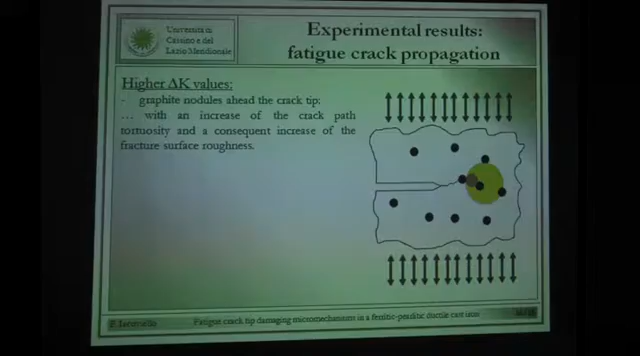 Università di
Cassino e del
Lazio Meridionale
Experimental results:
fatigue crack propagation
Higher ΔK values:
- graphite nodules ahead the crack tip:
... with an increase of the crack path
tortuosity and a consequent increase of the
fracture surface roughness.
F. Iacoviello
Fatigue crack tip damaging micromechanisms in a ferritic-pearlitic ductile cast iron